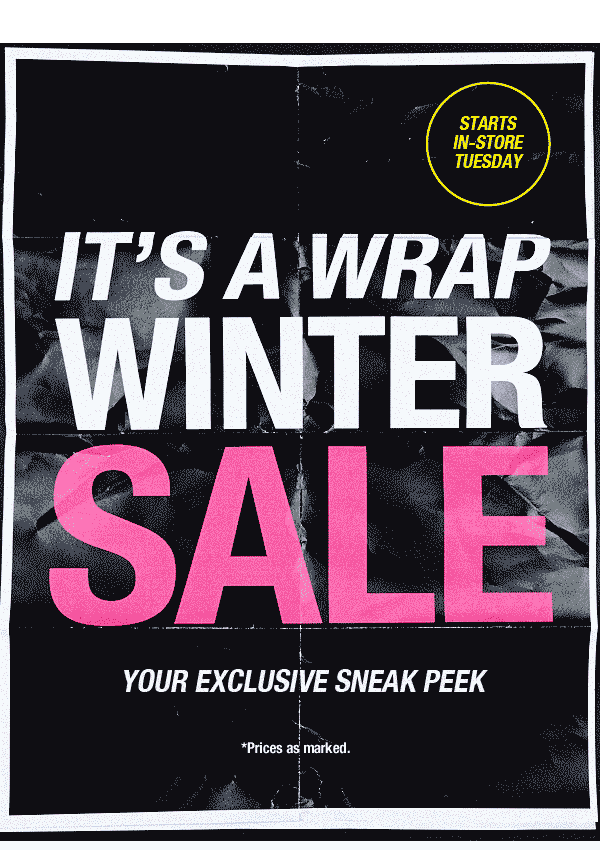 STARTS
IN-STORE
TUESDAY
IT'S A WRAP
WINTER
SALE
YOUR EXCLUSIVE SNEAK PEEK
*Prices as marked.